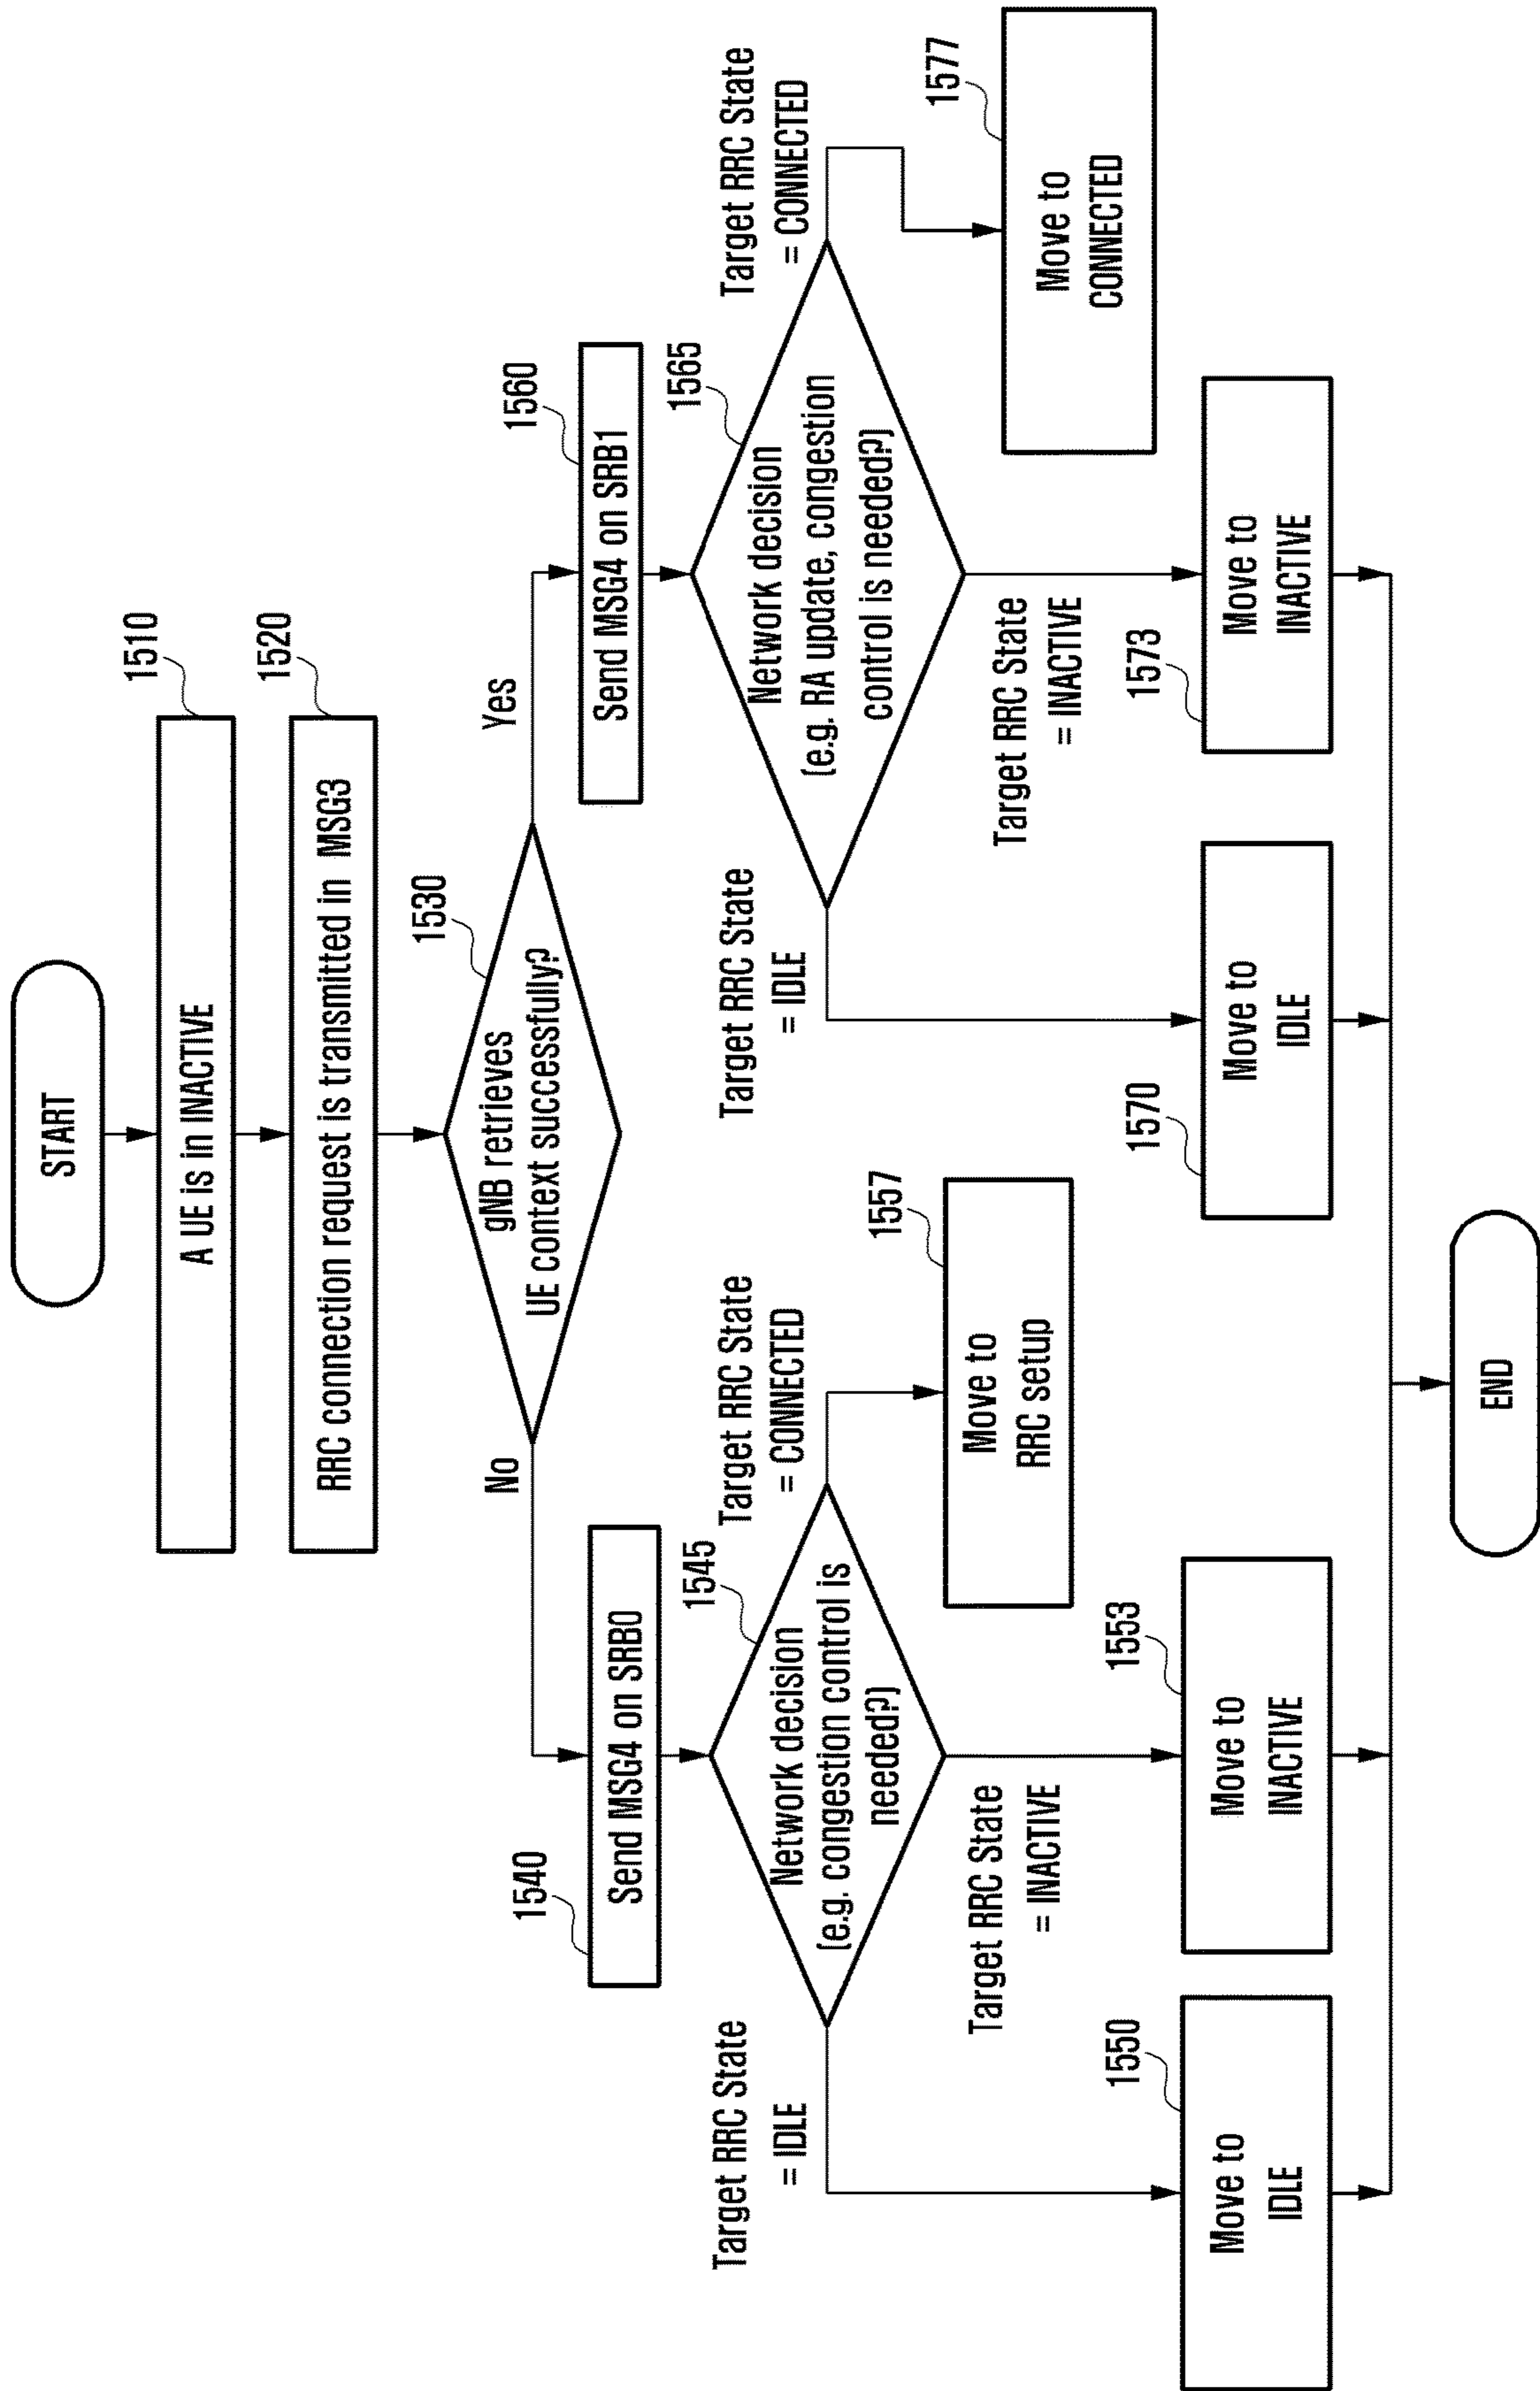 START
1510
A UE is in INACTIVE
1520
RRC connection request is transmitted in MSG3
1530
gNB retrieves
UE context successfully?
No
Yes
1540
Send MSG4 on SRB0
1560
Send MSG4 on SRB1
1545
Network decision
(e.g. congestion control is
needed?)
Target RRC State
= IDLE
Target RRC State
= CONNECTED
Target RRC State
= INACTIVE
1565
Network decision
(e.g. RA update, congestion
control is needed?)
Target RRC State
= IDLE
Target RRC State
= CONNECTED
Target RRC State
= INACTIVE
1557
Move to
RRC setup
1577
Move to
CONNECTED
1550
Move to
IDLE
1553
Move to
INACTIVE
1570
Move to
IDLE
1573
Move to
INACTIVE
END